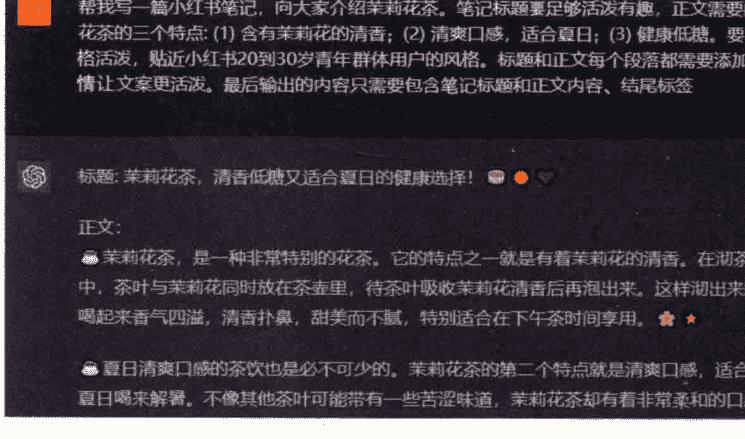 帮我写一篇小红书笔记，向大家介绍茉莉花茶。笔记标题要足够活泼有趣，正文需要
花茶的三个特点: (1) 含有茉莉花的清香；(2) 清爽口感，适合夏日；(3) 健康低糖。要
格活泼，贴近小红书20到30岁青年群体用户的风格。标题和正文每个段落都需要添加
情让文案更活泼。最后输出的内容只需要包含笔记标题和正文内容、结尾标签
标题: 茉莉花茶，清香低糖又适合夏日的健康选择！
正文：
茉莉花茶，是一种非常特别的花茶。它的特点之一就是有着茉莉花的清香。在沏茶
中，茶叶与茉莉花同时放在茶壶里，待茶叶吸收茉莉花清香后再泡出来。这样沏出来
喝起来香气四溢，清香扑鼻，甜美而不腻，特别适合在下午茶时间享用。
夏日清爽口感的茶饮也是必不可少的。茉莉花茶的第二个特点就是清爽口感，适合
夏日喝来解暑。不像其他茶叶可能带有一些苦涩味道，茉莉花茶却有着非常柔和的口